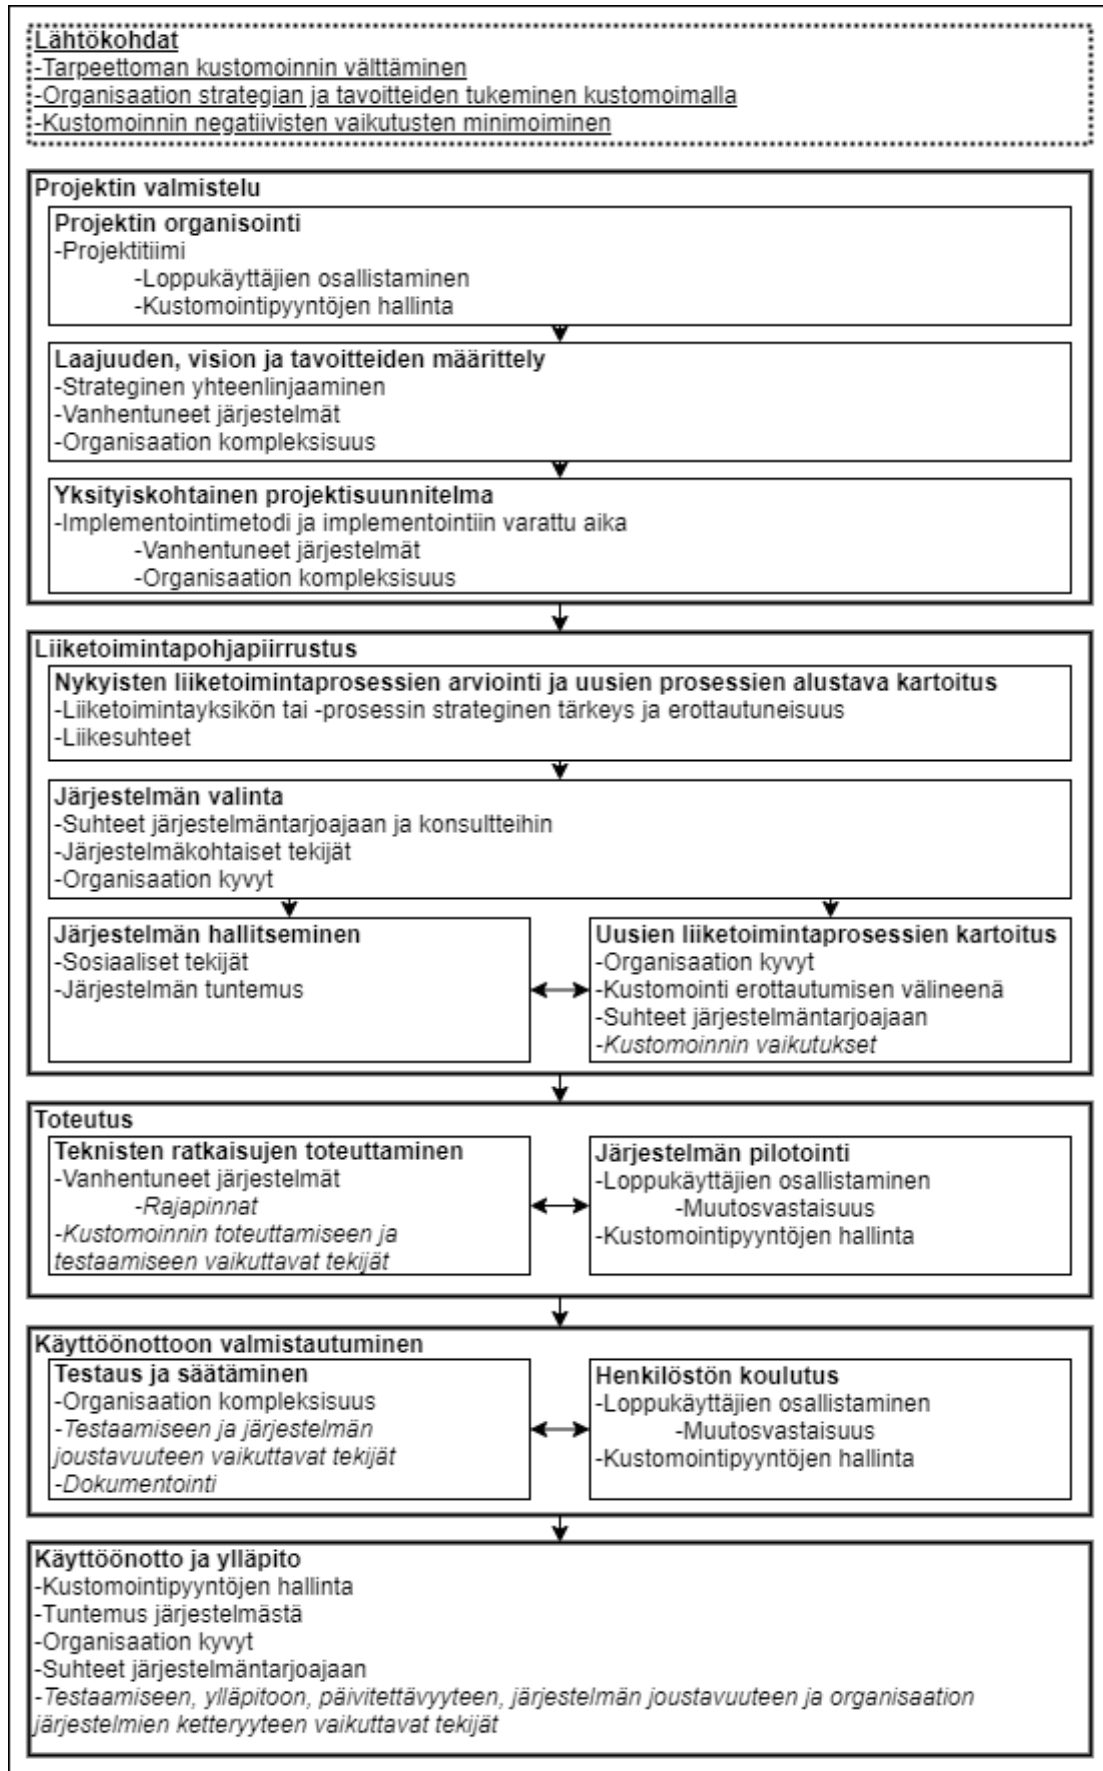 Lähtökohdat
-Tarpeettoman kustomoinnin välttäminen
-Organisaation strategian ja tavoitteiden tukeminen kustomoimalla
-Kustomoinnin negatiivisten vaikutusten minimoiminen
Projektin valmistelu
Projektin organisointi
-Projektitiimi
-Loppukäyttäjien osallistaminen
-Kustomointipyyntöjen hallinta
Laajuuden, vision ja tavoitteiden määrittely
-Strateginen yhteenlinjaaminen
-Vanhentuneet järjestelmät
-Organisaation kompleksisuus
Yksityiskohtainen projektisuunnitelma
-Implementointimetodi ja implementointiin varattu aika
-Vanhentuneet järjestelmät
-Organisaation kompleksisuus
Liiketoimintapohjapiirrustus
Nykyisten liiketoimintaprosessien arviointi ja uusien prosessien alustava kartoitus
-Liiketoimintayksikön tai -prosessin strateginen tärkeys ja erottautuneisuus
-Liikesuhteet
Järjestelmän valinta
-Suhteet järjestelmäntarjoajaan ja konsultteihin
-Järjestelmäkohtaiset tekijät
-Organisaation kyvyt
Järjestelmän hallitseminen
-Sosiaaliset tekijät
-Järjestelmän tuntemus
Uusien liiketoimintaprosessien kartoitus
-Organisaation kyvyt
-Kustomointi erottautumisen välineenä
-Suhteet järjestelmäntarjoajaan
-Kustomoinnin vaikutukset
Toteutus
Teknisten ratkaisujen toteuttaminen
-Vanhentuneet järjestelmät
-Rajapinnat
-Kustomoinnin toteuttamiseen ja
testaamiseen vaikuttavat tekijät
Järjestelmän pilotointi
-Loppukäyttäjien osallistaminen
-Muutosvastaisuus
-Kustomointipyyntöjen hallinta
Käyttöönottoon valmistautuminen
Testaus ja säätäminen
-Organisaation kompleksisuus
-Testaamiseen ja järjestelmän
joustavuuteen vaikuttavat tekijät
-Dokumentointi
Henkilöstön koulutus
-Loppukäyttäjien osallistaminen
-Muutosvastaisuus
-Kustomointipyyntöjen hallinta
Käyttöönotto ja ylläpito
-Kustomointipyyntöjen hallinta
-Tuntemus järjestelmästä
-Organisaation kyvyt
-Suhteet järjestelmäntarjoajaan
-Testaamiseen, ylläpitoon, päivitettävyyteen, järjestelmän joustavuuteen ja organisaation
järjestelmien ketteryyteen vaikuttavat tekijät